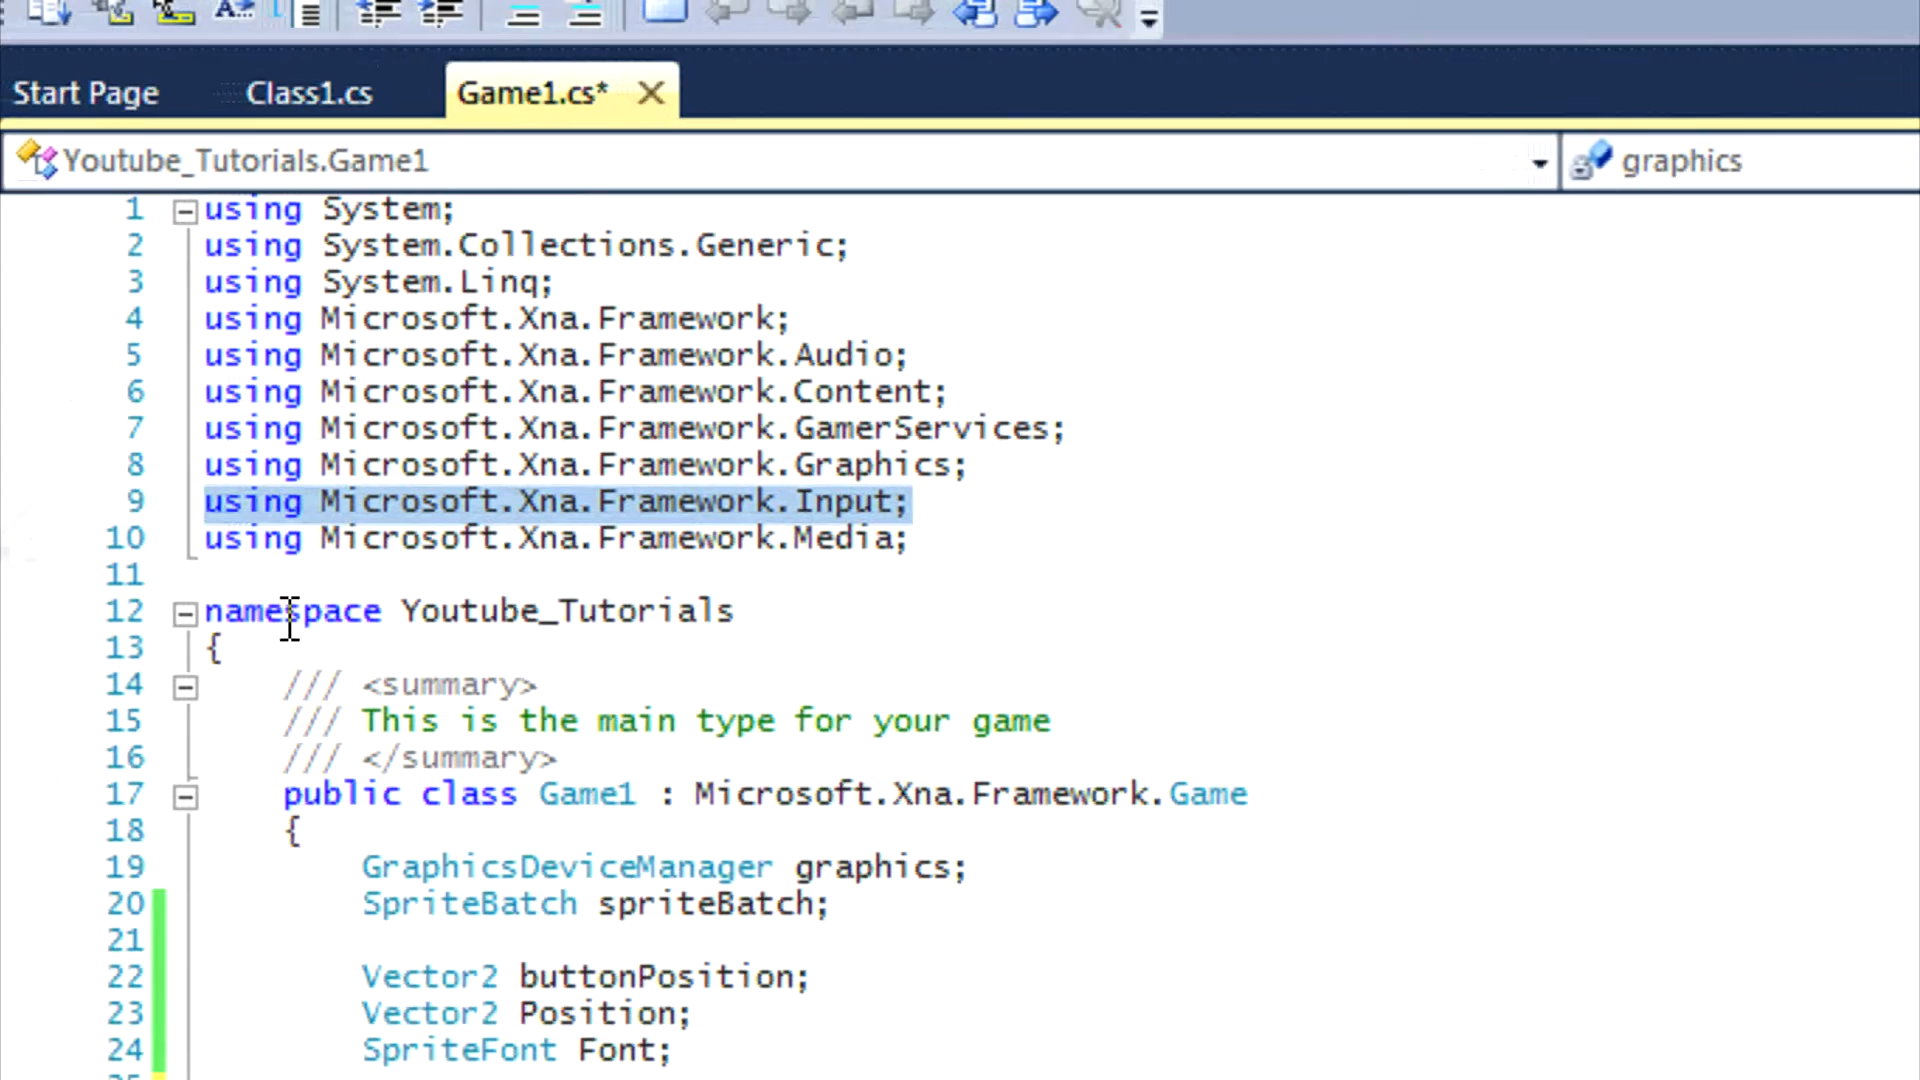 Start Page Class1.cs Game1.cs*
Youtube_Tutorials.Game1 graphics
1 using System;
2 using System.Collections.Generic;
3 using System.Linq;
4 using Microsoft.Xna.Framework;
5 using Microsoft.Xna.Framework.Audio;
6 using Microsoft.Xna.Framework.Content;
7 using Microsoft.Xna.Framework.GamerServices;
8 using Microsoft.Xna.Framework.Graphics;
9 using Microsoft.Xna.Framework.Input;
10 using Microsoft.Xna.Framework.Media;
11
12 namespace Youtube_Tutorials
13 {
14 /// <summary>
15 /// This is the main type for your game
16 /// </summary>
17 public class Game1 : Microsoft.Xna.Framework.Game
18 {
19 GraphicsDeviceManager graphics;
20 SpriteBatch spriteBatch;
21
22 Vector2 buttonPosition;
23 Vector2 Position;
24 SpriteFont Font;